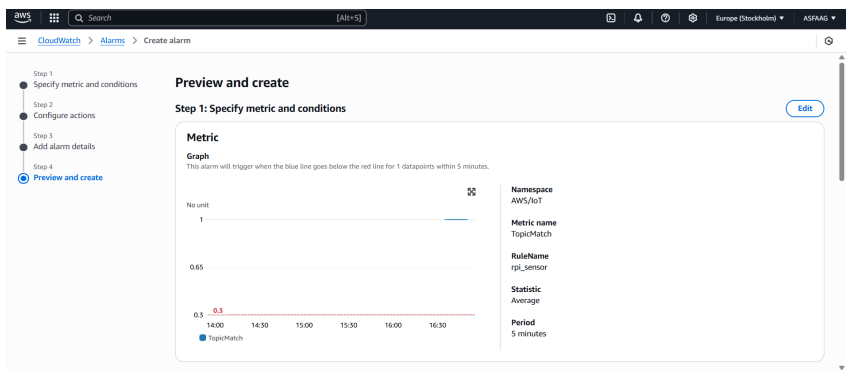 aws
Search
[Alt+S]
Europe (Stockholm) ▼
ASFAAG ▼
CloudWatch > Alarms > Create alarm
Step 1
Specify metric and conditions
Step 2
Configure actions
Step 3
Add alarm details
Step 4
Preview and create
Preview and create
Step 1: Specify metric and conditions
Edit
Metric
Graph
This alarm will trigger when the blue line goes below the red line for 1 datapoints within 5 minutes.
No unit
1
0.65
0.3
0.3
14:00 14:30 15:00 15:30 16:00 16:30
TopicMatch
Namespace
AWS/IoT
Metric name
TopicMatch
RuleName
rpi_sensor
Statistic
Average
Period
5 minutes